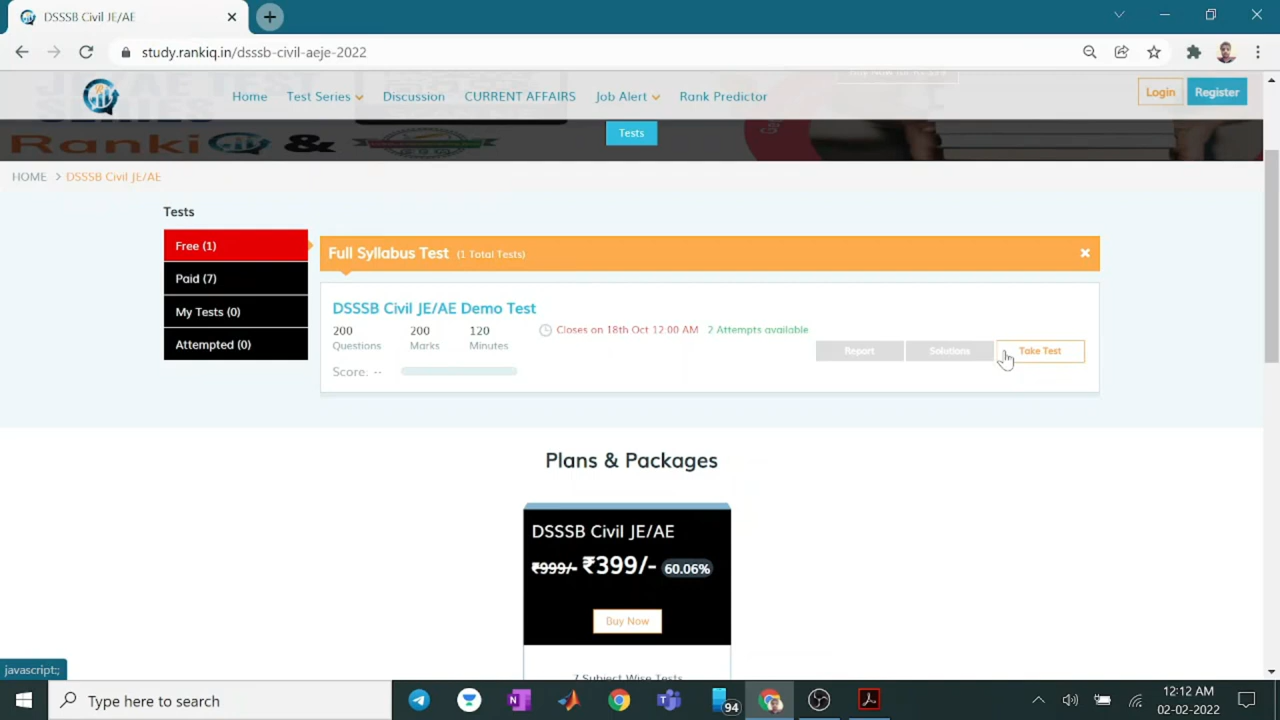 DSSSB Civil JE/AE
study.rankiq.in/dsssb-civil-aeje-2022
Home Test Series Discussion CURRENT AFFAIRS Job Alert Rank Predictor Login Register
Ranki &
Tests
HOME > DSSSB Civil JE/AE
Tests
Free (1)
Paid (7)
My Tests (0)
Attempted (0)
Full Syllabus Test (1 Total Tests)
DSSSB Civil JE/AE Demo Test
200 200 120 Closes on 18th Oct 12:00 AM 2 Attempts available
Questions Marks Minutes
Report Solutions Take Test
Score: --
Plans & Packages
DSSSB Civil JE/AE
₹999/- ₹399/- 60.06%
Buy Now
7 Subject Wise Tests
javascript:;
Type here to search
94
12:12 AM
02-02-2022